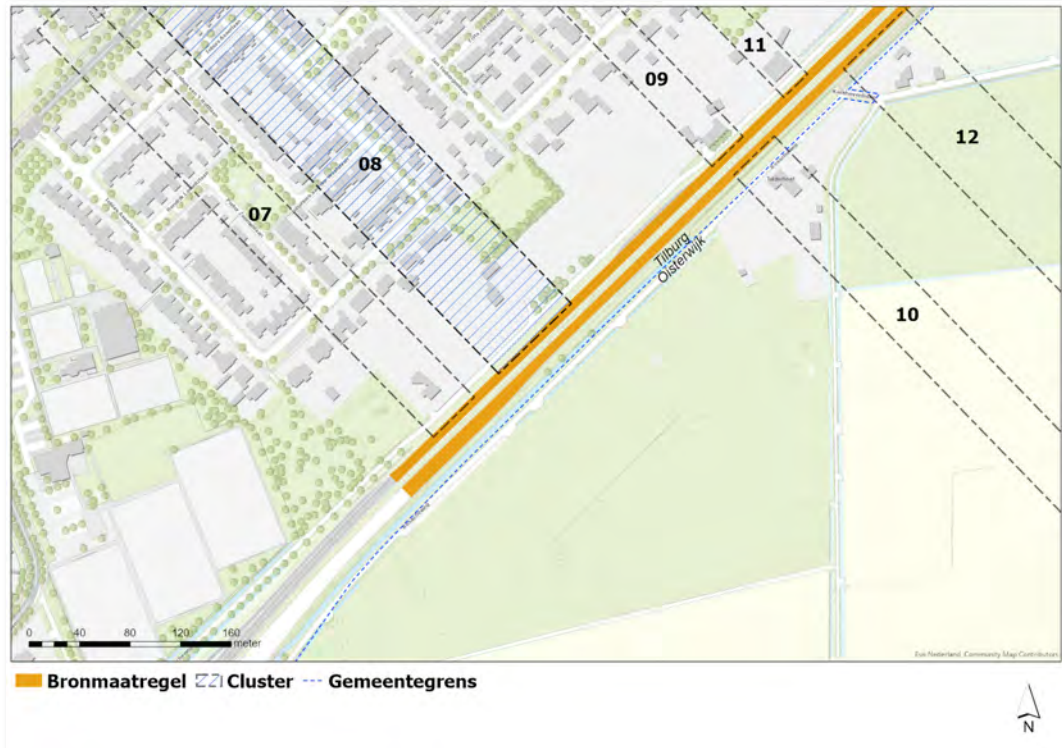 11
09
12
08
07
Tilburg
Oisterwijk
10
0 40 80 120 160
meter
Esri Nederland, Community Map Contributors
Bronmaatregel Cluster Gemeentegrens
N